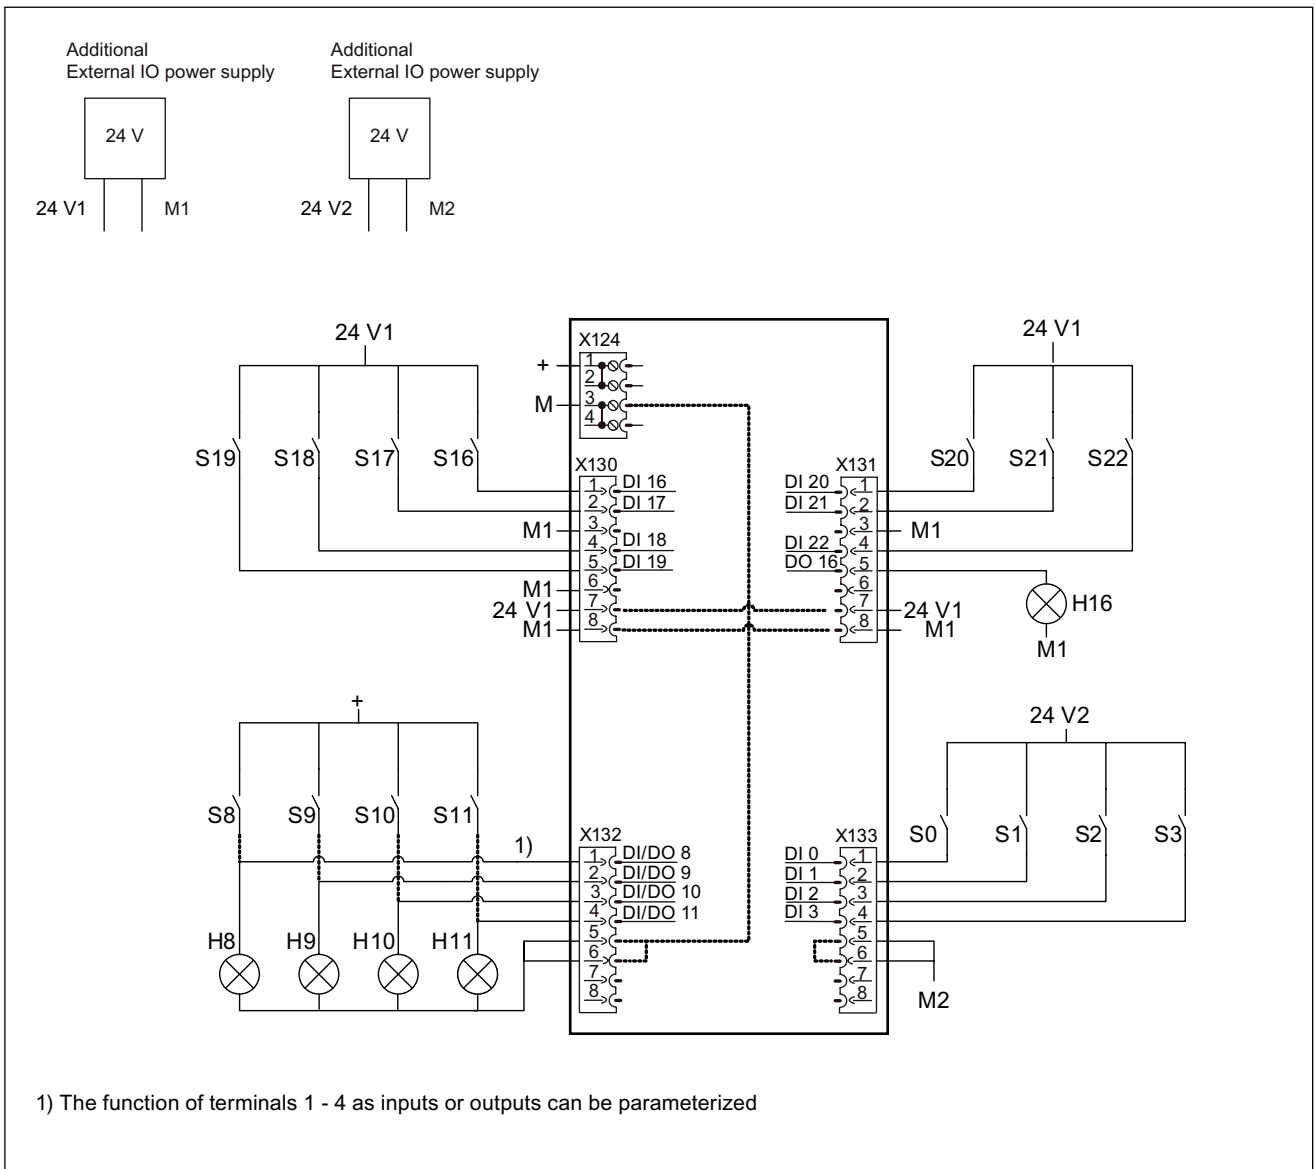 Additional
External IO power supply
24 V
24 V1 M1
Additional
External IO power supply
24 V
24 V2 M2
24 V1
S19 S18 S17 S16
X124
+ 1
2
M 3
4
X130
1 DI 16
2 DI 17
M1 3
4 DI 18
5 DI 19
M1 6
24 V1 7
M1 8
24 V1
S20 S21 S22
X131
DI 20 1
DI 21 2
3 M1
DI 22 4
DO 16 5
6
7 24 V1
8 M1
H16
M1
+
S8 S9 S10 S11
1)
H8 H9 H10 H11
X132
1 DI/DO 8
2 DI/DO 9
3 DI/DO 10
4 DI/DO 11
5
6
7
8
24 V2
S0 S1 S2 S3
X133
DI 0 1
DI 1 2
DI 2 3
DI 3 4
5
6
7
8
M2
1) The function of terminals 1 - 4 as inputs or outputs can be parameterized